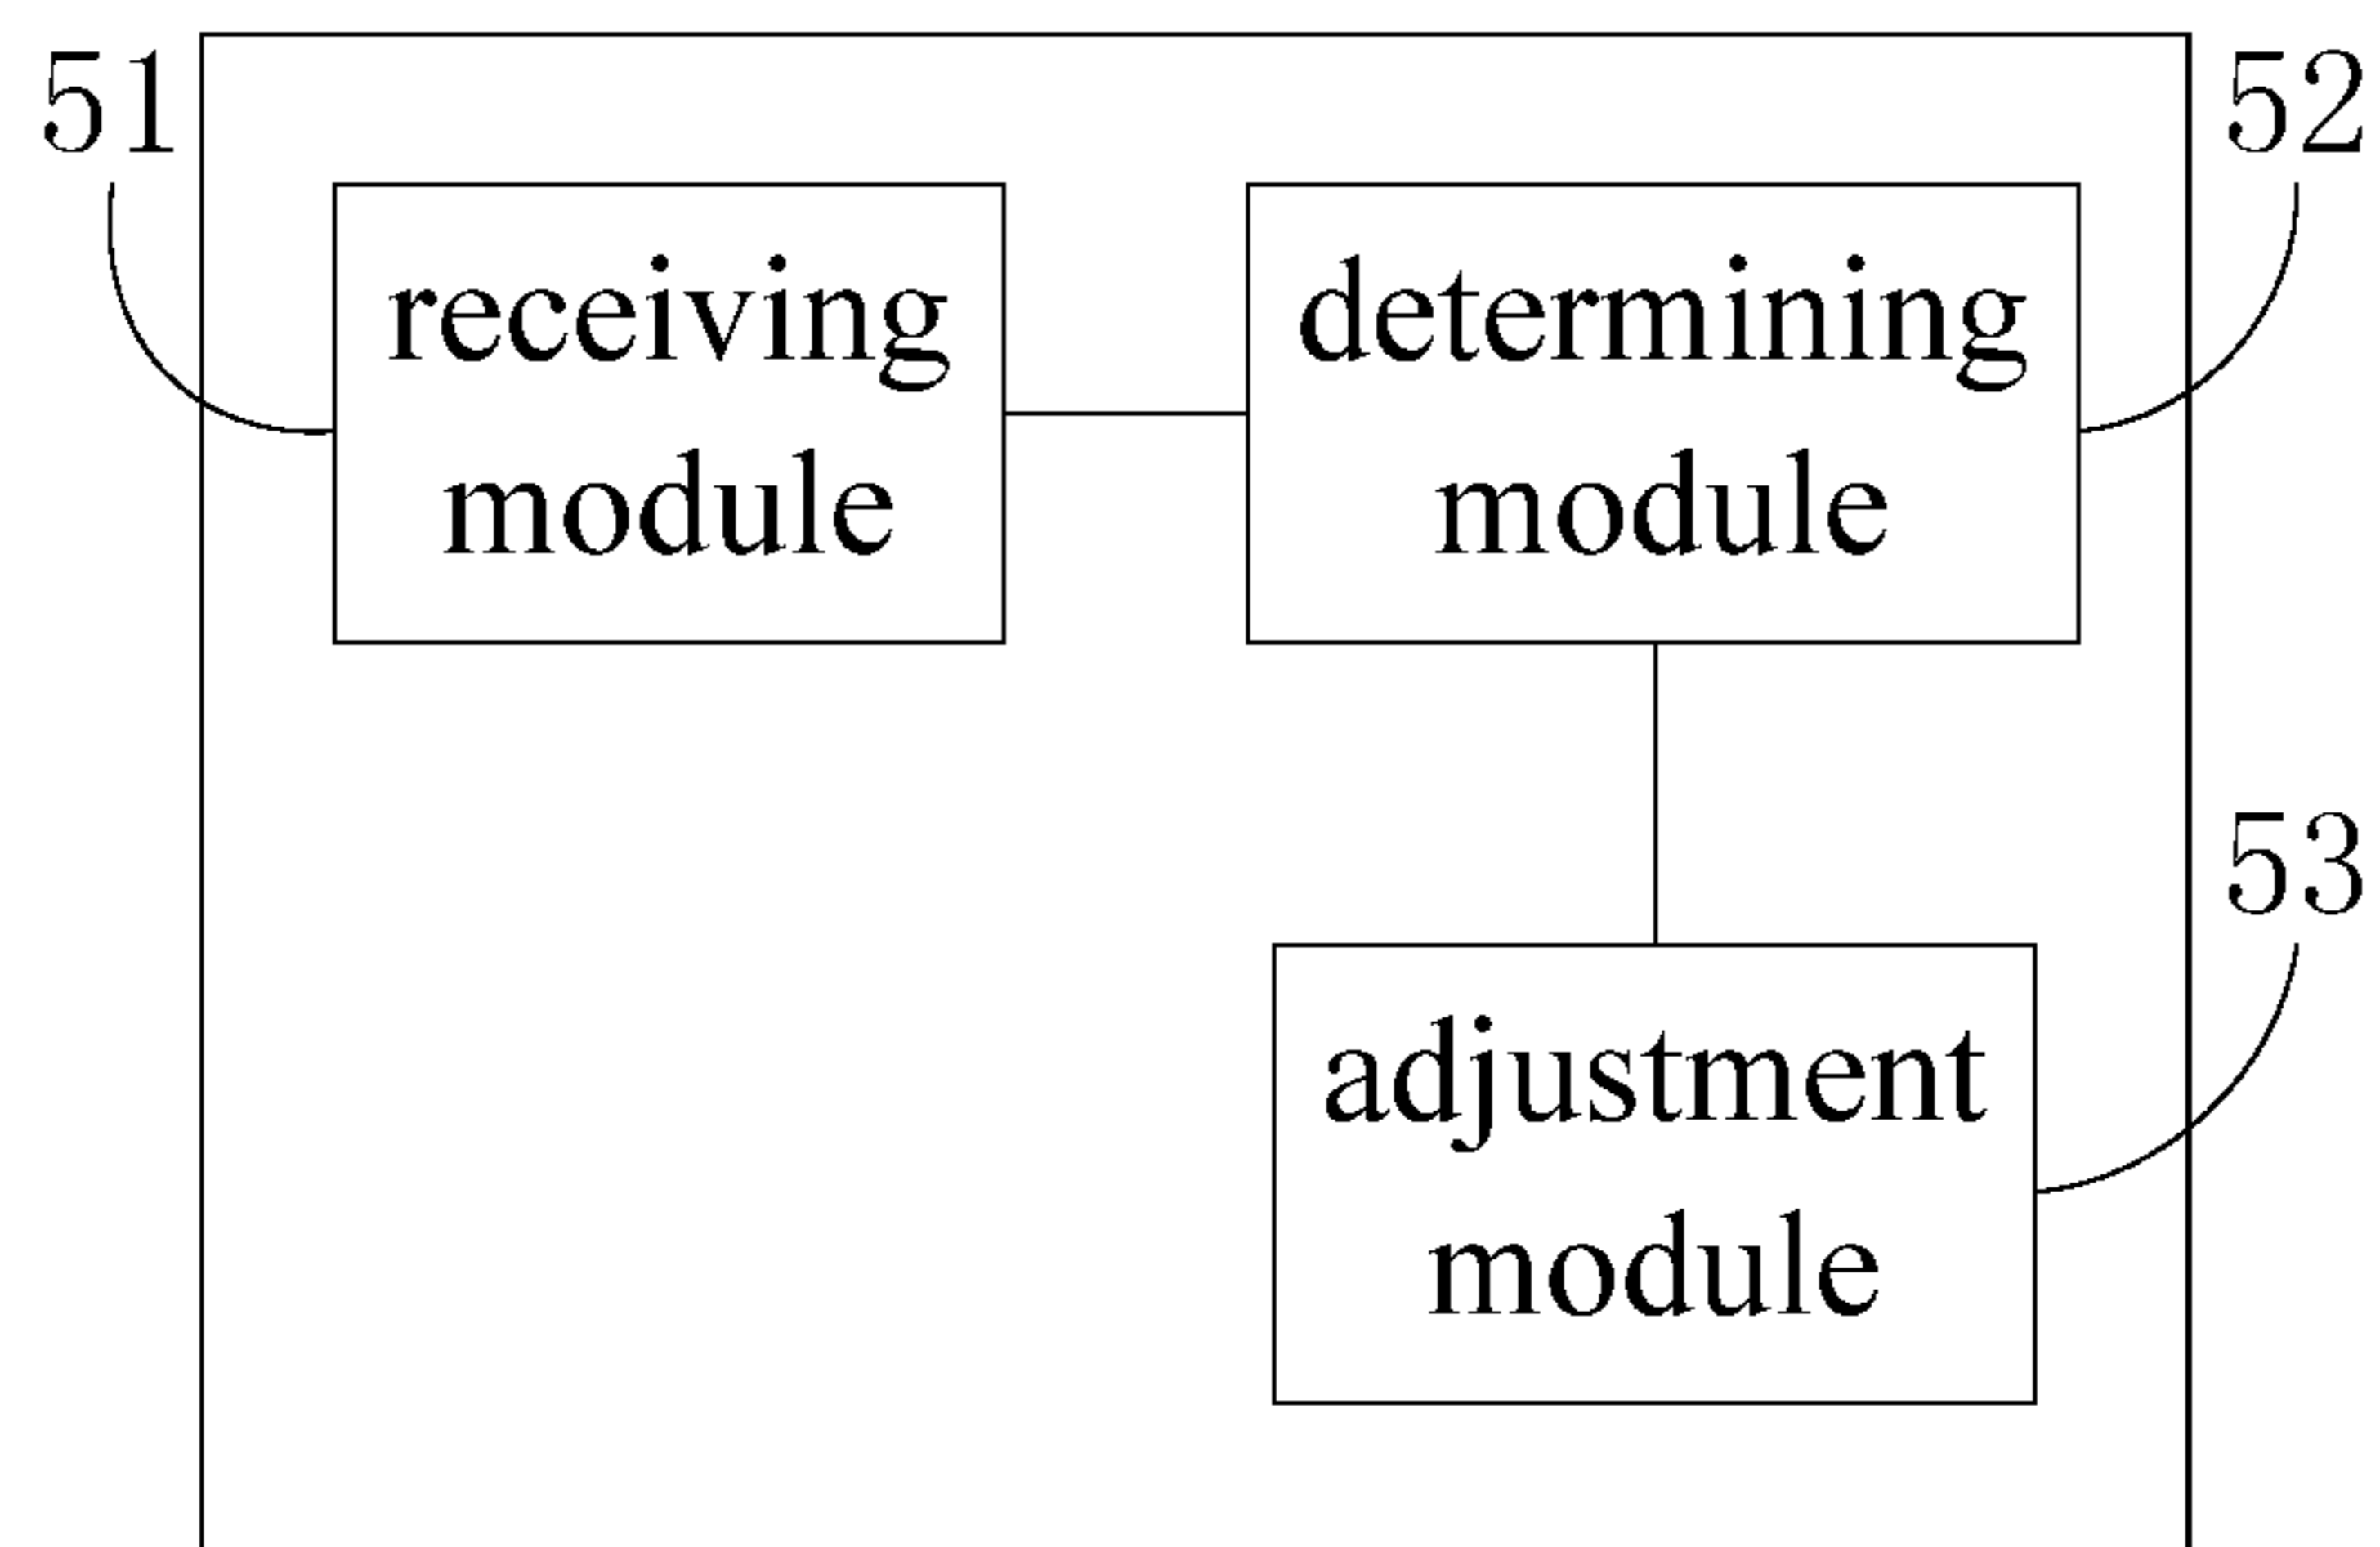 51
52
receiving
module
determining
module
53
adjustment
module